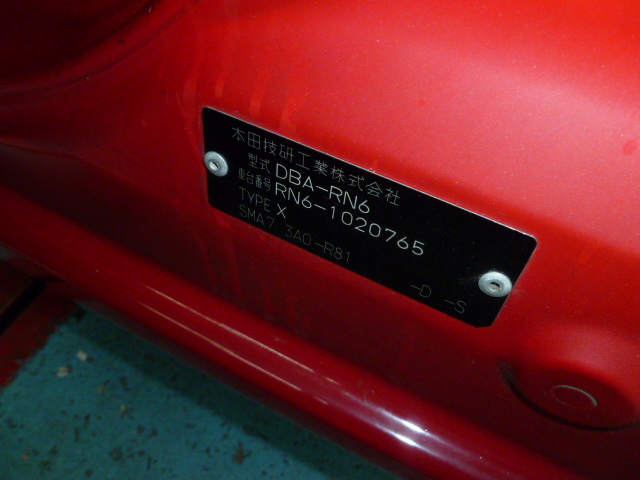 本田技研工業株式会社
型式 DBA-RN6
車台番号 RN6-1020765
TYPE X
SMA7 3A0-R81
-D -S